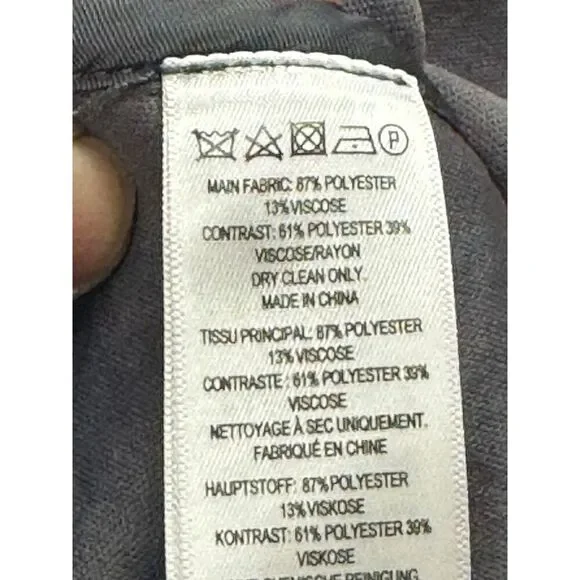 P
MAIN FABRIC: 87% POLYESTER
13% VISCOSE
CONTRAST: 61% POLYESTER 39%
VISCOSE/RAYON
DRY CLEAN ONLY.
MADE IN CHINA
TISSU PRINCIPAL: 87% POLYESTER
13% VISCOSE
CONTRASTE : 61% POLYESTER 39%
VISCOSE
NETTOYAGE À SEC UNIQUEMENT.
FABRIQUÉ EN CHINE
HAUPTSTOFF: 87% POLYESTER
13% VISKOSE
KONTRAST: 61% POLYESTER 39%
VISKOSE
REINIGUNG